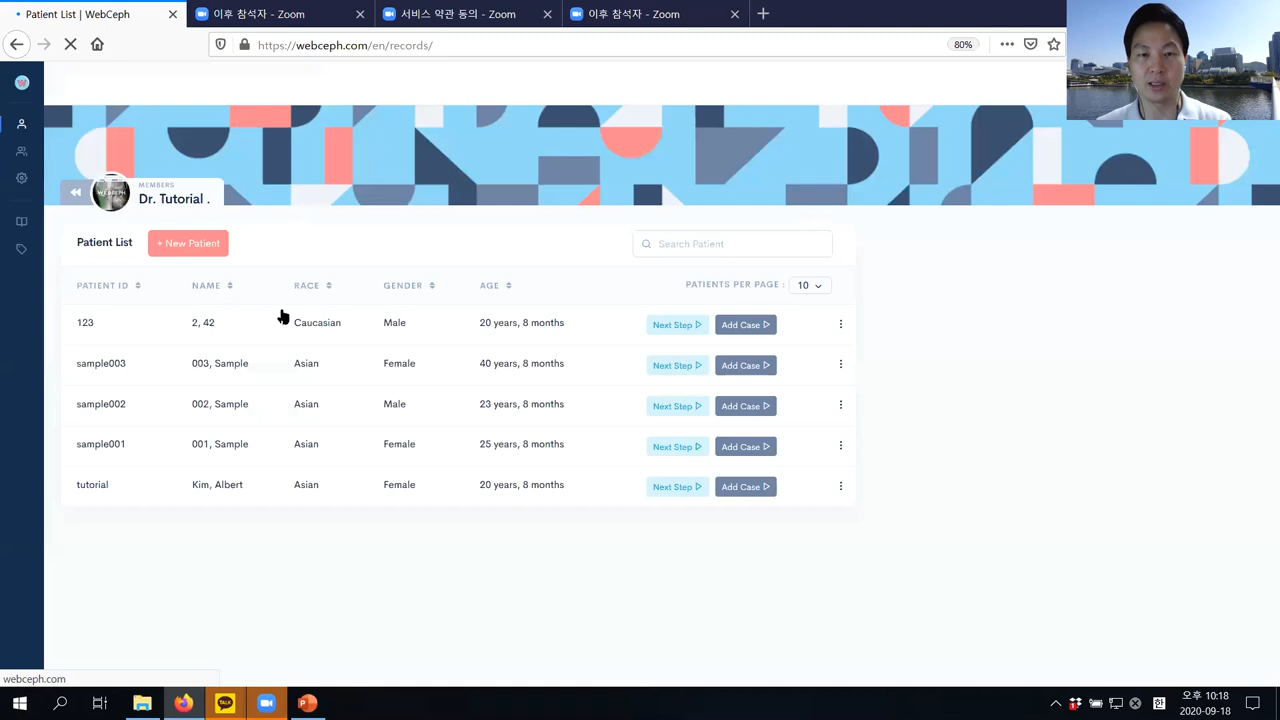 Patient List | WebCeph
이후 참석자 - Zoom
서비스 약관 동의 - Zoom
이후 참석자 - Zoom
https://webceph.com/en/records/
80%
MEMBERS
Dr. Tutorial .
Patient List
+ New Patient
Search Patient
PATIENT ID NAME RACE GENDER AGE PATIENTS PER PAGE : 10
123 2, 42 Caucasian Male 20 years, 8 months Next Step Add Case
sample003 003, Sample Asian Female 40 years, 8 months Next Step Add Case
sample002 002, Sample Asian Male 23 years, 8 months Next Step Add Case
sample001 001, Sample Asian Female 25 years, 8 months Next Step Add Case
tutorial Kim, Albert Asian Female 20 years, 8 months Next Step Add Case
webceph.com
TALK
P
한
오후 10:18
2020-09-18